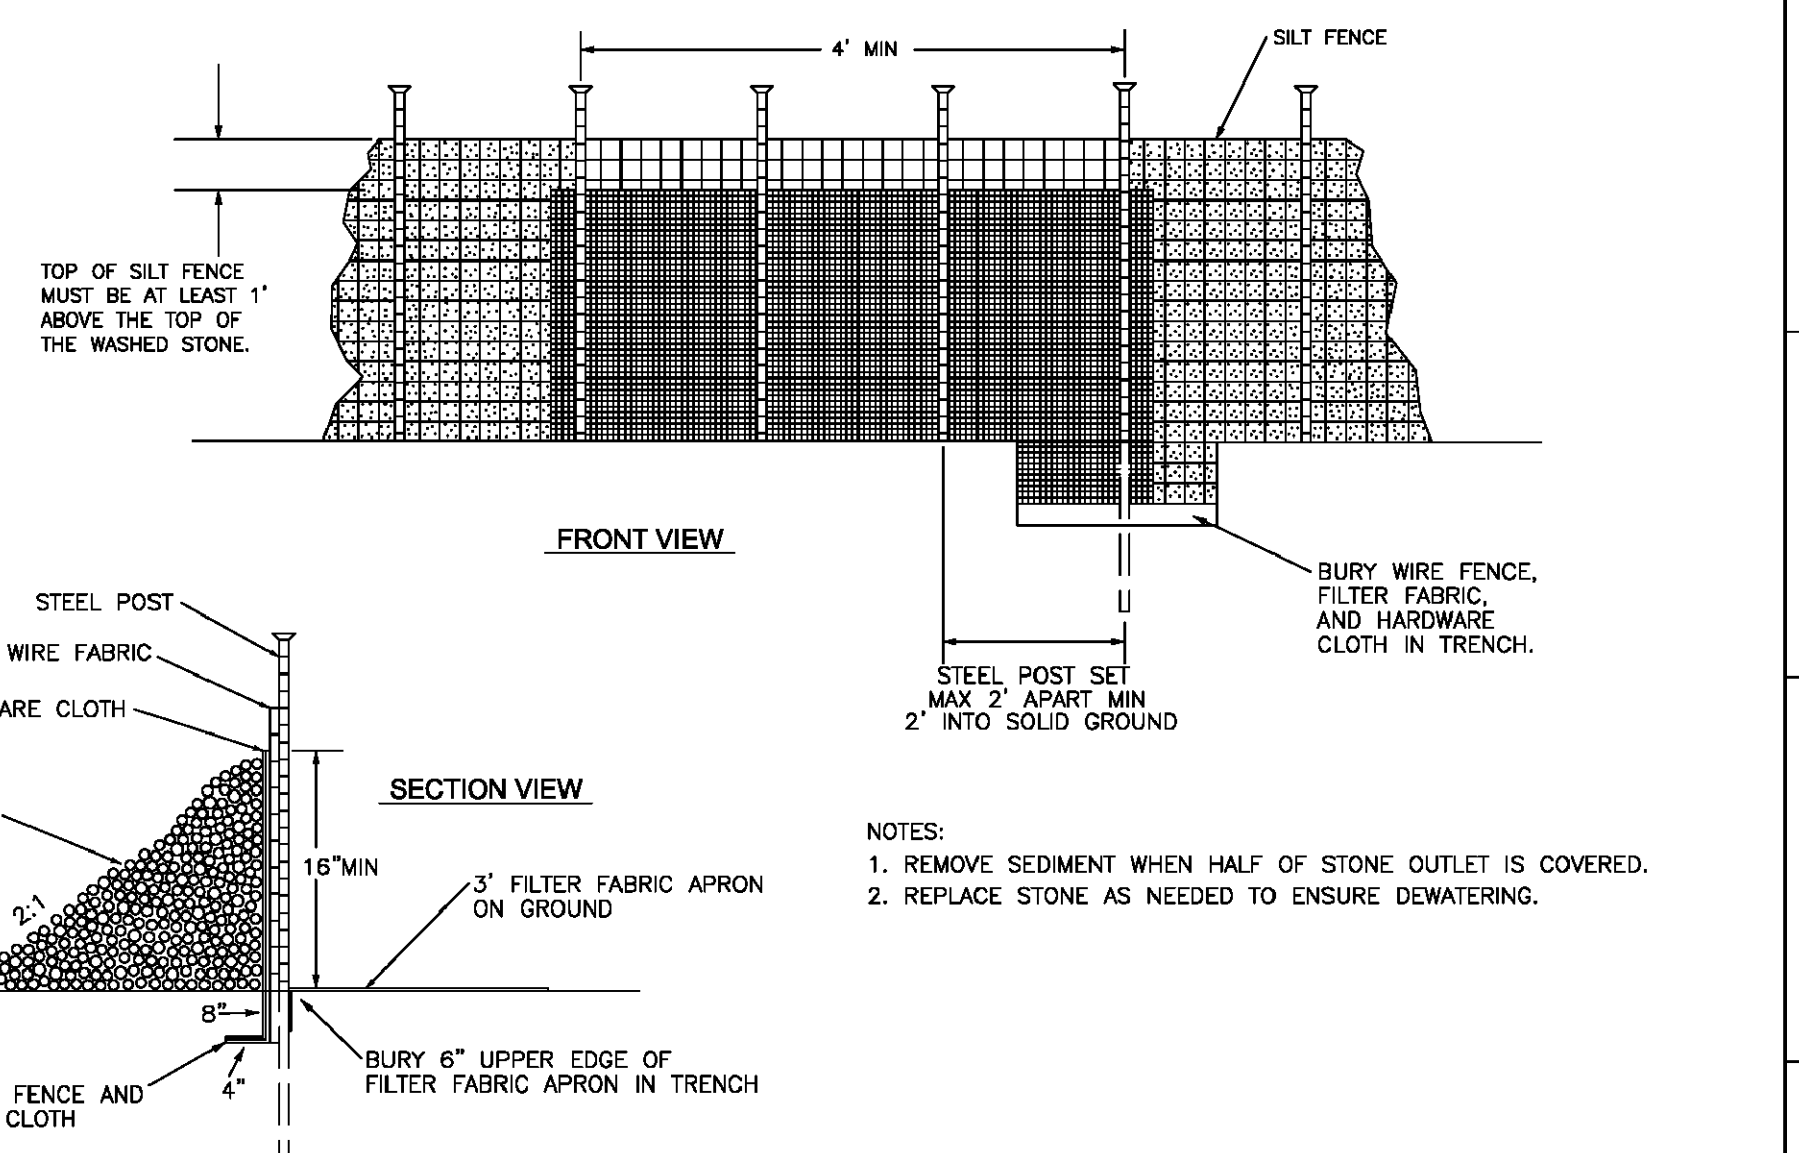 4' MIN
SILT FENCE
TOP OF SILT FENCE
MUST BE AT LEAST 1'
ABOVE THE TOP OF
THE WASHED STONE.
FRONT VIEW
BURY WIRE FENCE,
FILTER FABRIC,
AND HARDWARE
CLOTH IN TRENCH.
STEEL POST SET
MAX 2' APART MIN
2' INTO SOLID GROUND
STEEL POST
WIRE FABRIC
ARE CLOTH
SECTION VIEW
16"MIN
2:1
3' FILTER FABRIC APRON
ON GROUND
8"
4"
BURY 6" UPPER EDGE OF
FILTER FABRIC APRON IN TRENCH
FENCE AND
CLOTH
NOTES:
1. REMOVE SEDIMENT WHEN HALF OF STONE OUTLET IS COVERED.
2. REPLACE STONE AS NEEDED TO ENSURE DEWATERING.